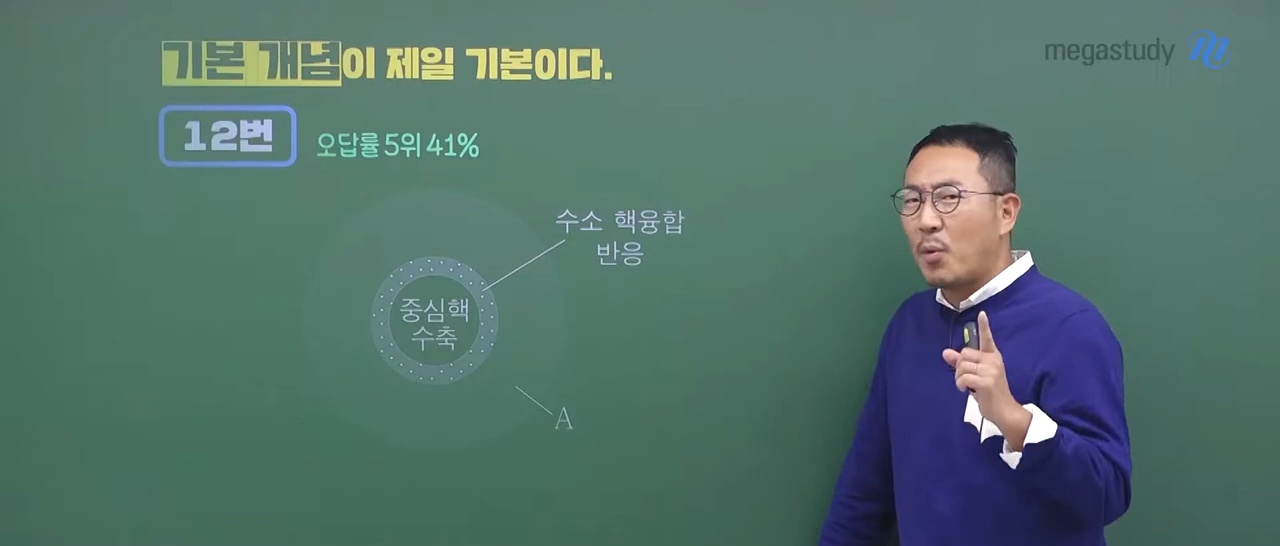 기본 개념이 제일 기본이다.
megastudy
12번
오답률 5위 41%
수소 핵융합
반응
중심핵
수축
A